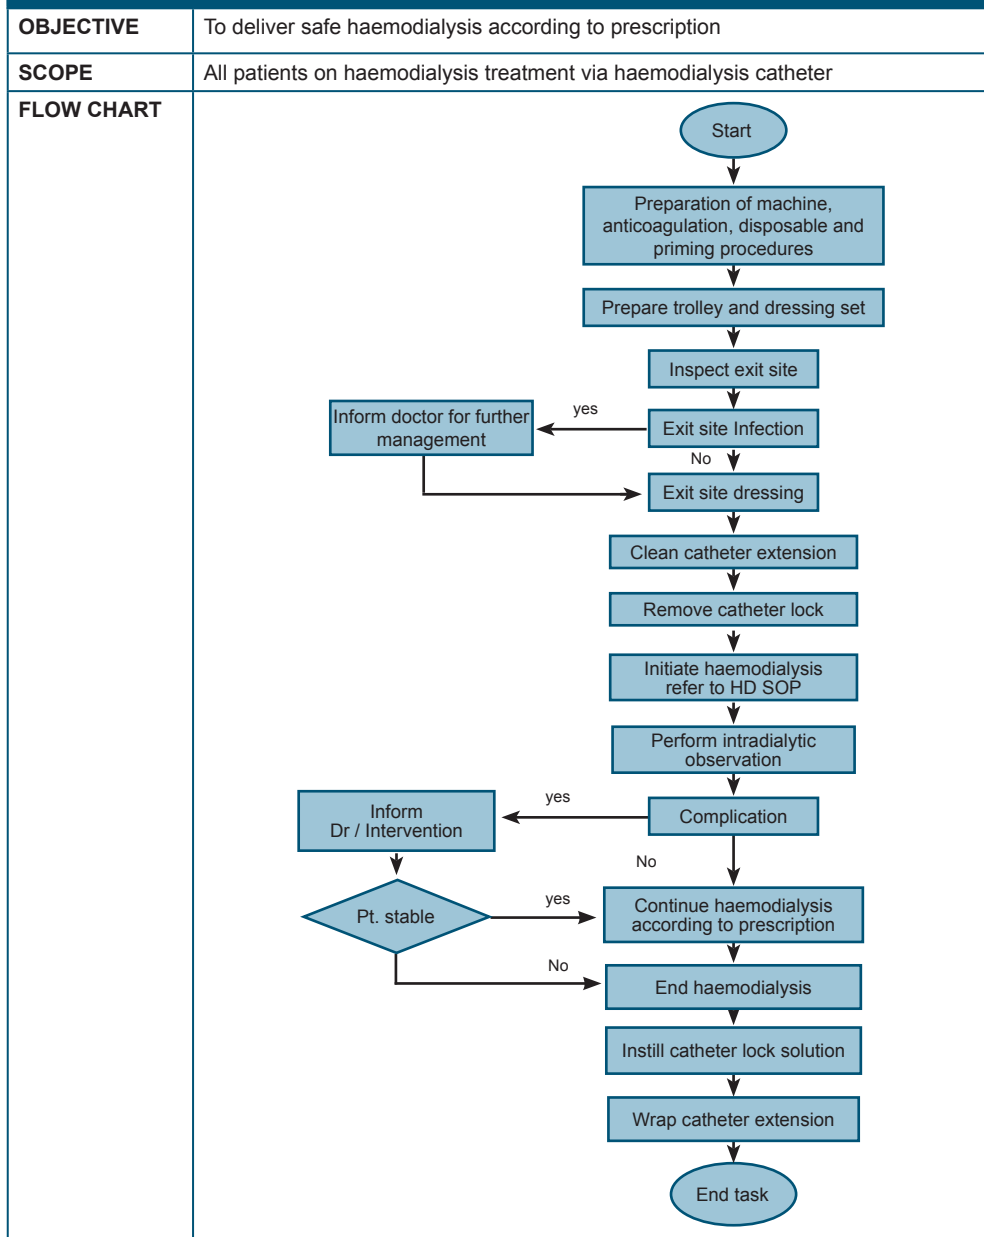 OBJECTIVE
To deliver safe haemodialysis according to prescription
SCOPE
All patients on haemodialysis treatment via haemodialysis catheter
FLOW CHART
Start
Preparation of machine,
anticoagulation, disposable and
priming procedures
Prepare trolley and dressing set
Inspect exit site
Exit site Infection
yes
Inform doctor for further
management
No
Exit site dressing
Clean catheter extension
Remove catheter lock
Initiate haemodialysis
refer to HD SOP
Perform intradialytic
observation
Complication
yes
Inform
Dr / Intervention
No
Pt. stable
yes
Continue haemodialysis
according to prescription
No
End haemodialysis
Instill catheter lock solution
Wrap catheter extension
End task